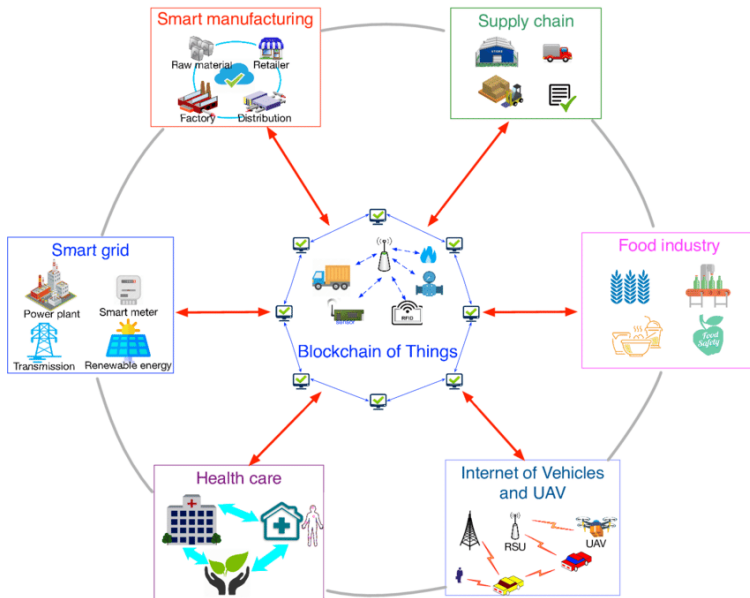 Smart manufacturing
Raw material
Retailer
Factory
Distribution
Supply chain
Smart grid
Power plant
Smart meter
Transmission
Renewable energy
Sensor
RFID
Blockchain of Things
Food industry
Food
Safety
Health care
Internet of Vehicles
and UAV
RSU
UAV